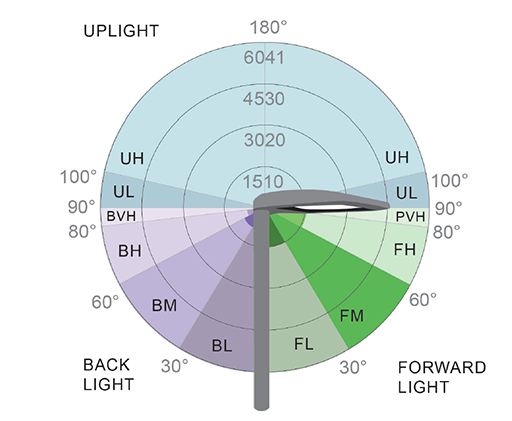 UPLIGHT
180°
6041
4530
3020
1510
UH
UH
100°
UL
UL
100°
90°
BVH
PVH
90°
80°
BH
FH
80°
60°
BM
FM
60°
BL
FL
BACK
LIGHT
30°
30°
FORWARD
LIGHT